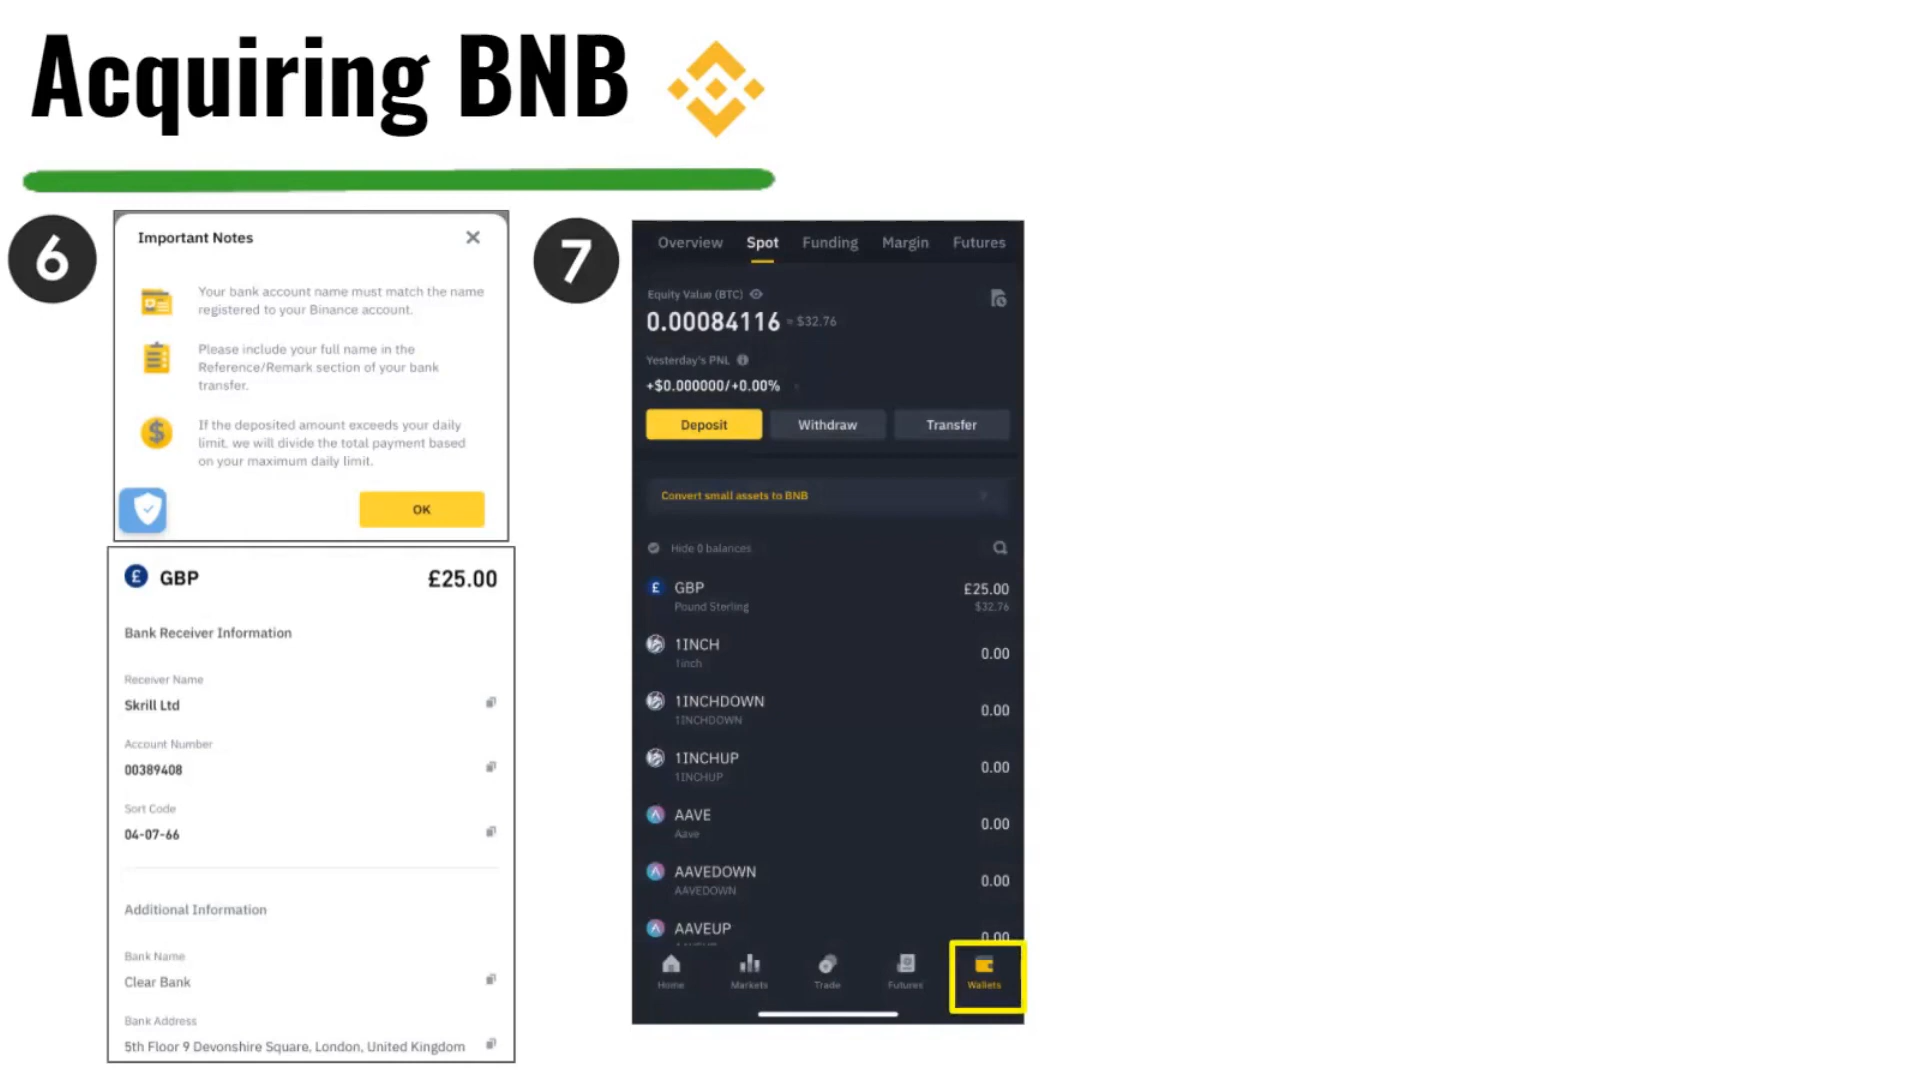 Acquiring BNB
6
Important Notes
Your bank account name must match the name
registered to your Binance account.
Please include your full name in the
Reference/Remark section of your bank
transfer.
If the deposited amount exceeds your daily
limit, we will divide the total payment based
on your maximum daily limit.
OK
£ GBP £25.00
Bank Receiver Information
Receiver Name
Skrill Ltd
Account Number
00389408
Sort Code
04-07-66
Additional Information
Bank Name
Clear Bank
Bank Address
5th Floor 9 Devonshire Square, London, United Kingdom
7
Overview Spot Funding Margin Futures
Equity Value (BTC)
0.00084116 ≈ $32.76
Yesterday's PNL
+$0.000000/+0.00%
Deposit Withdraw Transfer
Convert small assets to BNB
Hide 0 balances
£ GBP £25.00
Pound Sterling $32.76
1INCH 0.00
1inch
1INCHDOWN 0.00
1INCHDOWN
1INCHUP 0.00
1INCHUP
AAVE 0.00
Aave
AAVEDOWN 0.00
AAVEDOWN
AAVEUP 0.00
Home Markets Trade Futures Wallets